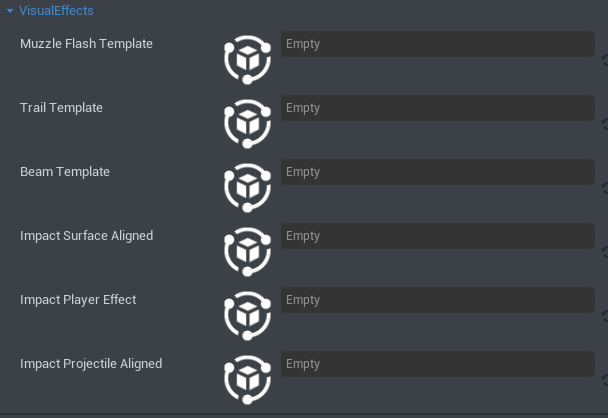 VisualEffects
Muzzle Flash Template
Empty
Trail Template
Empty
Beam Template
Empty
Impact Surface Aligned
Empty
Impact Player Effect
Empty
Impact Projectile Aligned
Empty